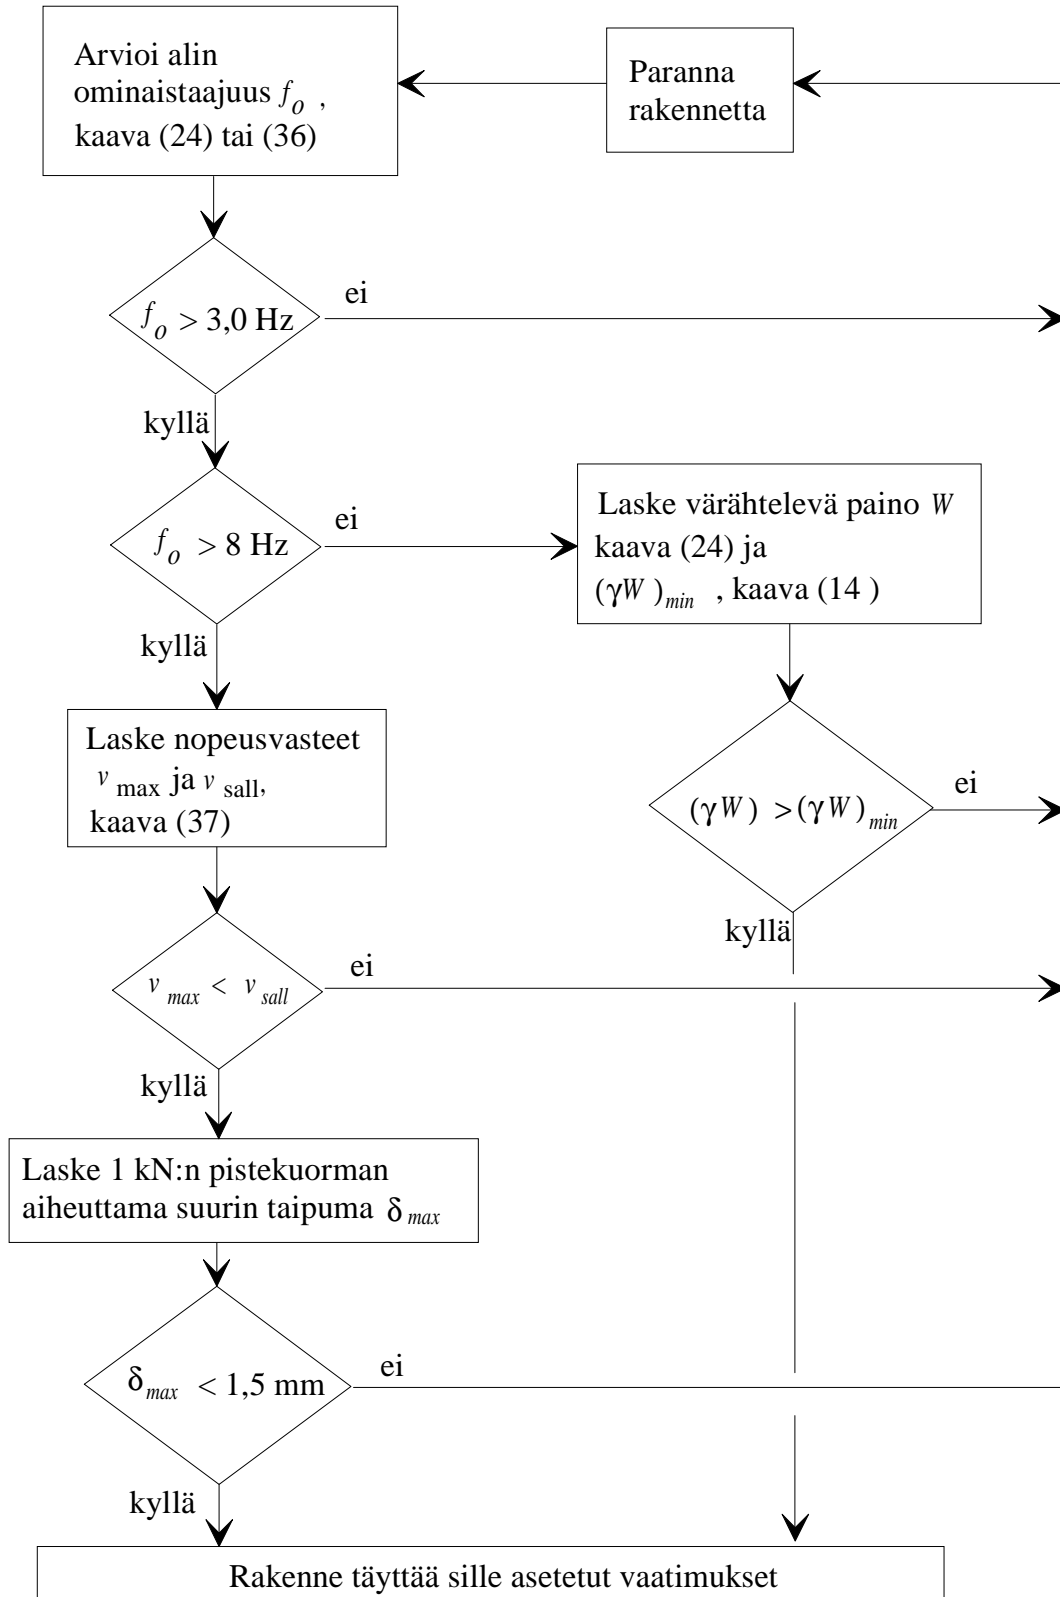 Arvioi alin
ominaistaajuus f_o ,
kaava (24) tai (36)
Paranna
rakennetta
f_o > 3,0 Hz
ei
kyllä
f_o > 8 Hz
ei
Laske värähtelevä paino W
kaava (24) ja
(γW)_min , kaava (14 )
kyllä
Laske nopeusvasteet
v_max ja v_sall,
kaava (37)
(γW) > (γW)_min
ei
kyllä
v_max < v_sall
ei
kyllä
Laske 1 kN:n pistekuorman
aiheuttama suurin taipuma δ_max
δ_max < 1,5 mm
ei
kyllä
Rakenne täyttää sille asetetut vaatimukset